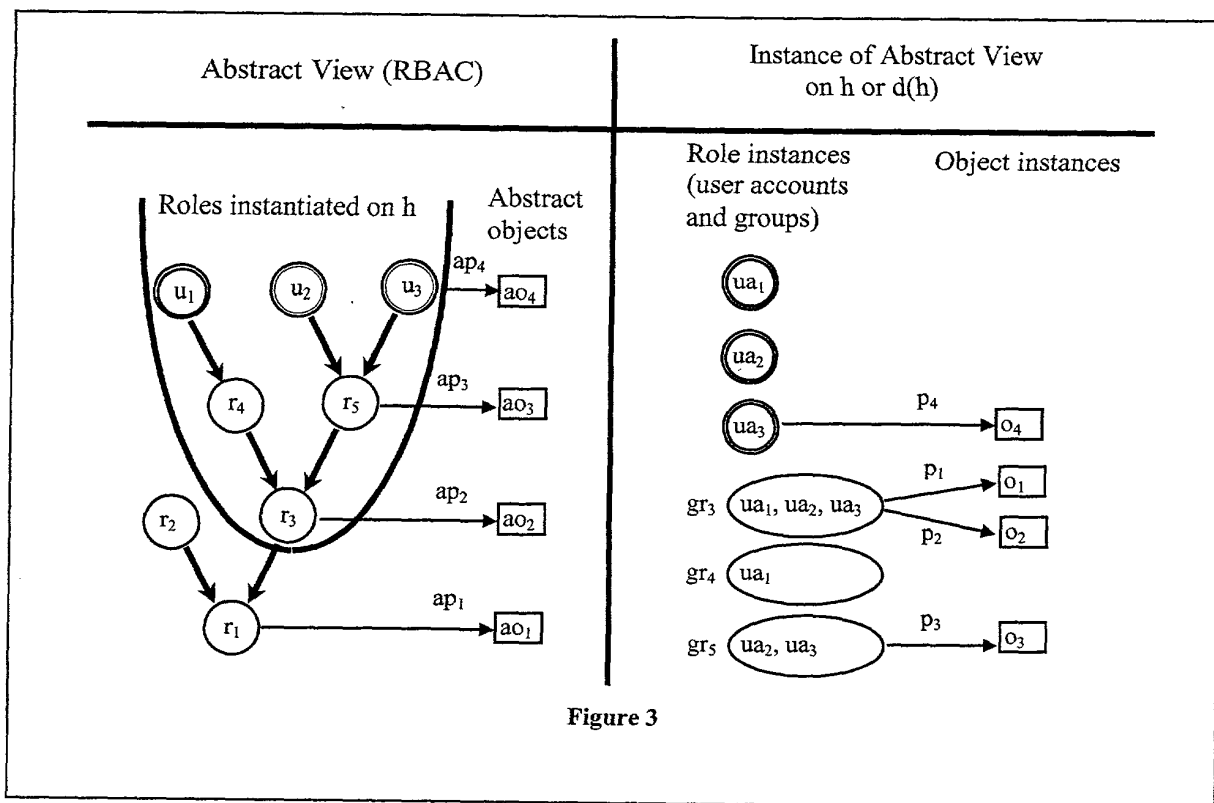 Abstract View (RBAC)
Instance of Abstract View
on h or d(h)
Roles instantiated on h
Abstract
objects
u₁
u₂
u₃
ap₄
ao₄
r₄
r₅
ap₃
ao₃
r₂
r₃
ap₂
ao₂
r₁
ap₁
ao₁
Role instances
(user accounts
and groups)
Object instances
ua₁
ua₂
ua₃
p₄
o₄
gr₃
ua₁, ua₂, ua₃
p₁
o₁
p₂
o₂
gr₄
ua₁
gr₅
ua₂, ua₃
p₃
o₃
Figure 3